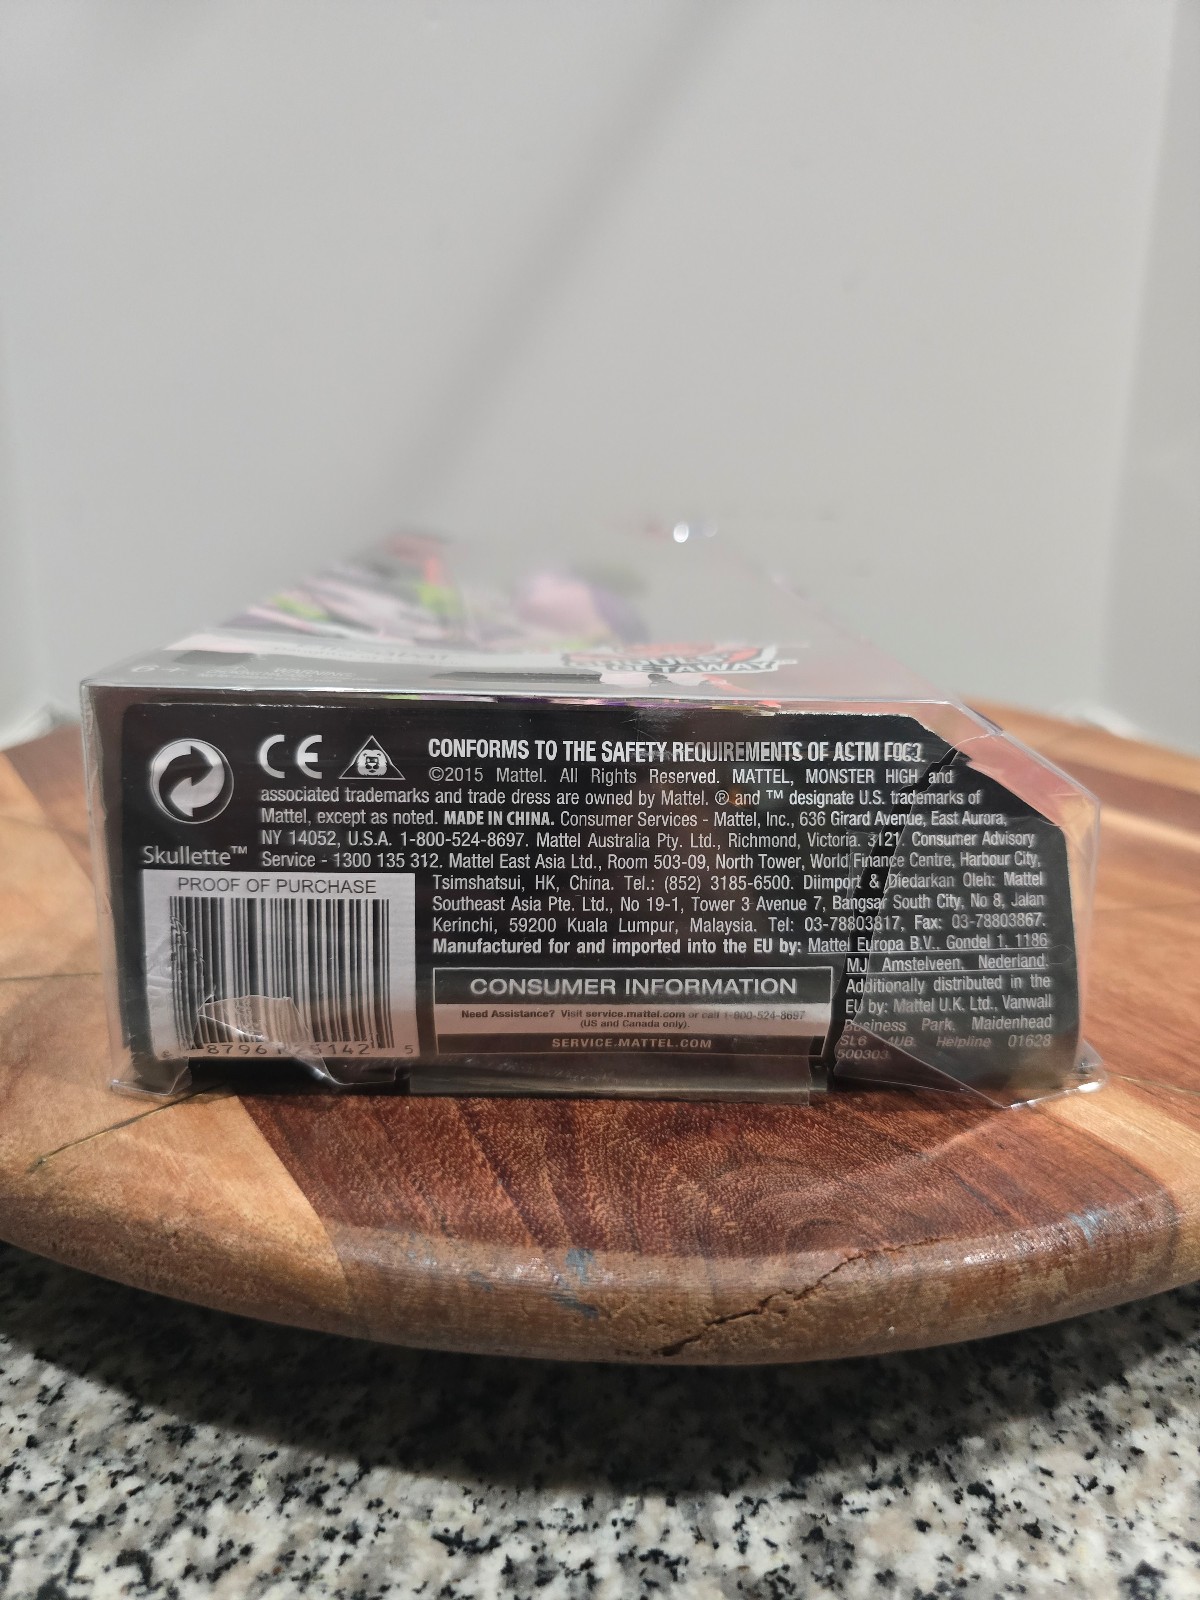 6+
WARNING
GHOULS'
GETAWAY
CE
CONFORMS TO THE SAFETY REQUIREMENTS OF ASTM F963.
©2015 Mattel. All Rights Reserved. MATTEL, MONSTER HIGH and
associated trademarks and trade dress are owned by Mattel. ® and ™ designate U.S. trademarks of
Mattel, except as noted. MADE IN CHINA. Consumer Services - Mattel, Inc., 636 Girard Avenue, East Aurora,
NY 14052, U.S.A. 1-800-524-8697. Mattel Australia Pty. Ltd., Richmond, Victoria. 3121. Consumer Advisory
Skullette™
Service - 1300 135 312. Mattel East Asia Ltd., Room 503-09, North Tower, World Finance Centre, Harbour City,
Tsimshatsui, HK, China. Tel.: (852) 3185-6500. Diimport & Diedarkan Oleh: Mattel
Southeast Asia Pte. Ltd., No 19-1, Tower 3 Avenue 7, Bangsar South City, No 8, Jalan
Kerinchi, 59200 Kuala Lumpur, Malaysia. Tel: 03-78803817, Fax: 03-78803867.
Manufactured for and imported into the EU by: Mattel Europa B.V., Gondel 1, 1186
MJ Amstelveen, Nederland.
Additionally distributed in the
EU by: Mattel U.K. Ltd., Vanwall
Business Park, Maidenhead
SL6 4UB. Helpline 01628
500303.
PROOF OF PURCHASE
5
CONSUMER INFORMATION
Need Assistance? Visit service.mattel.com or call 1-800-524-8697
(US and Canada only).
SERVICE.MATTEL.COM